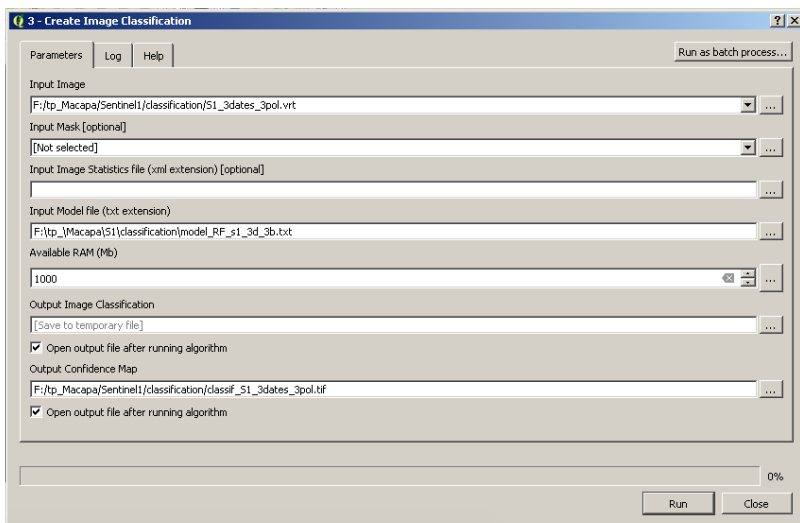 3 - Create Image Classification
Parameters
Log
Help
Run as batch process...
Input Image
F:/tp_Macapa/Sentinel1/classification/S1_3dates_3pol.vrt
...
Input Mask [optional]
[Not selected]
...
Input Image Statistics file (xml extension) [optional]
...
Input Model file (txt extension)
F:\tp_\Macapa\S1\classification\model_RF_s1_3d_3b.txt
...
Available RAM (Mb)
1000
...
Output Image Classification
[Save to temporary file]
...
Open output file after running algorithm
Output Confidence Map
F:/tp_Macapa/Sentinel1/classification/classif_S1_3dates_3pol.tif
...
Open output file after running algorithm
0%
Run
Close